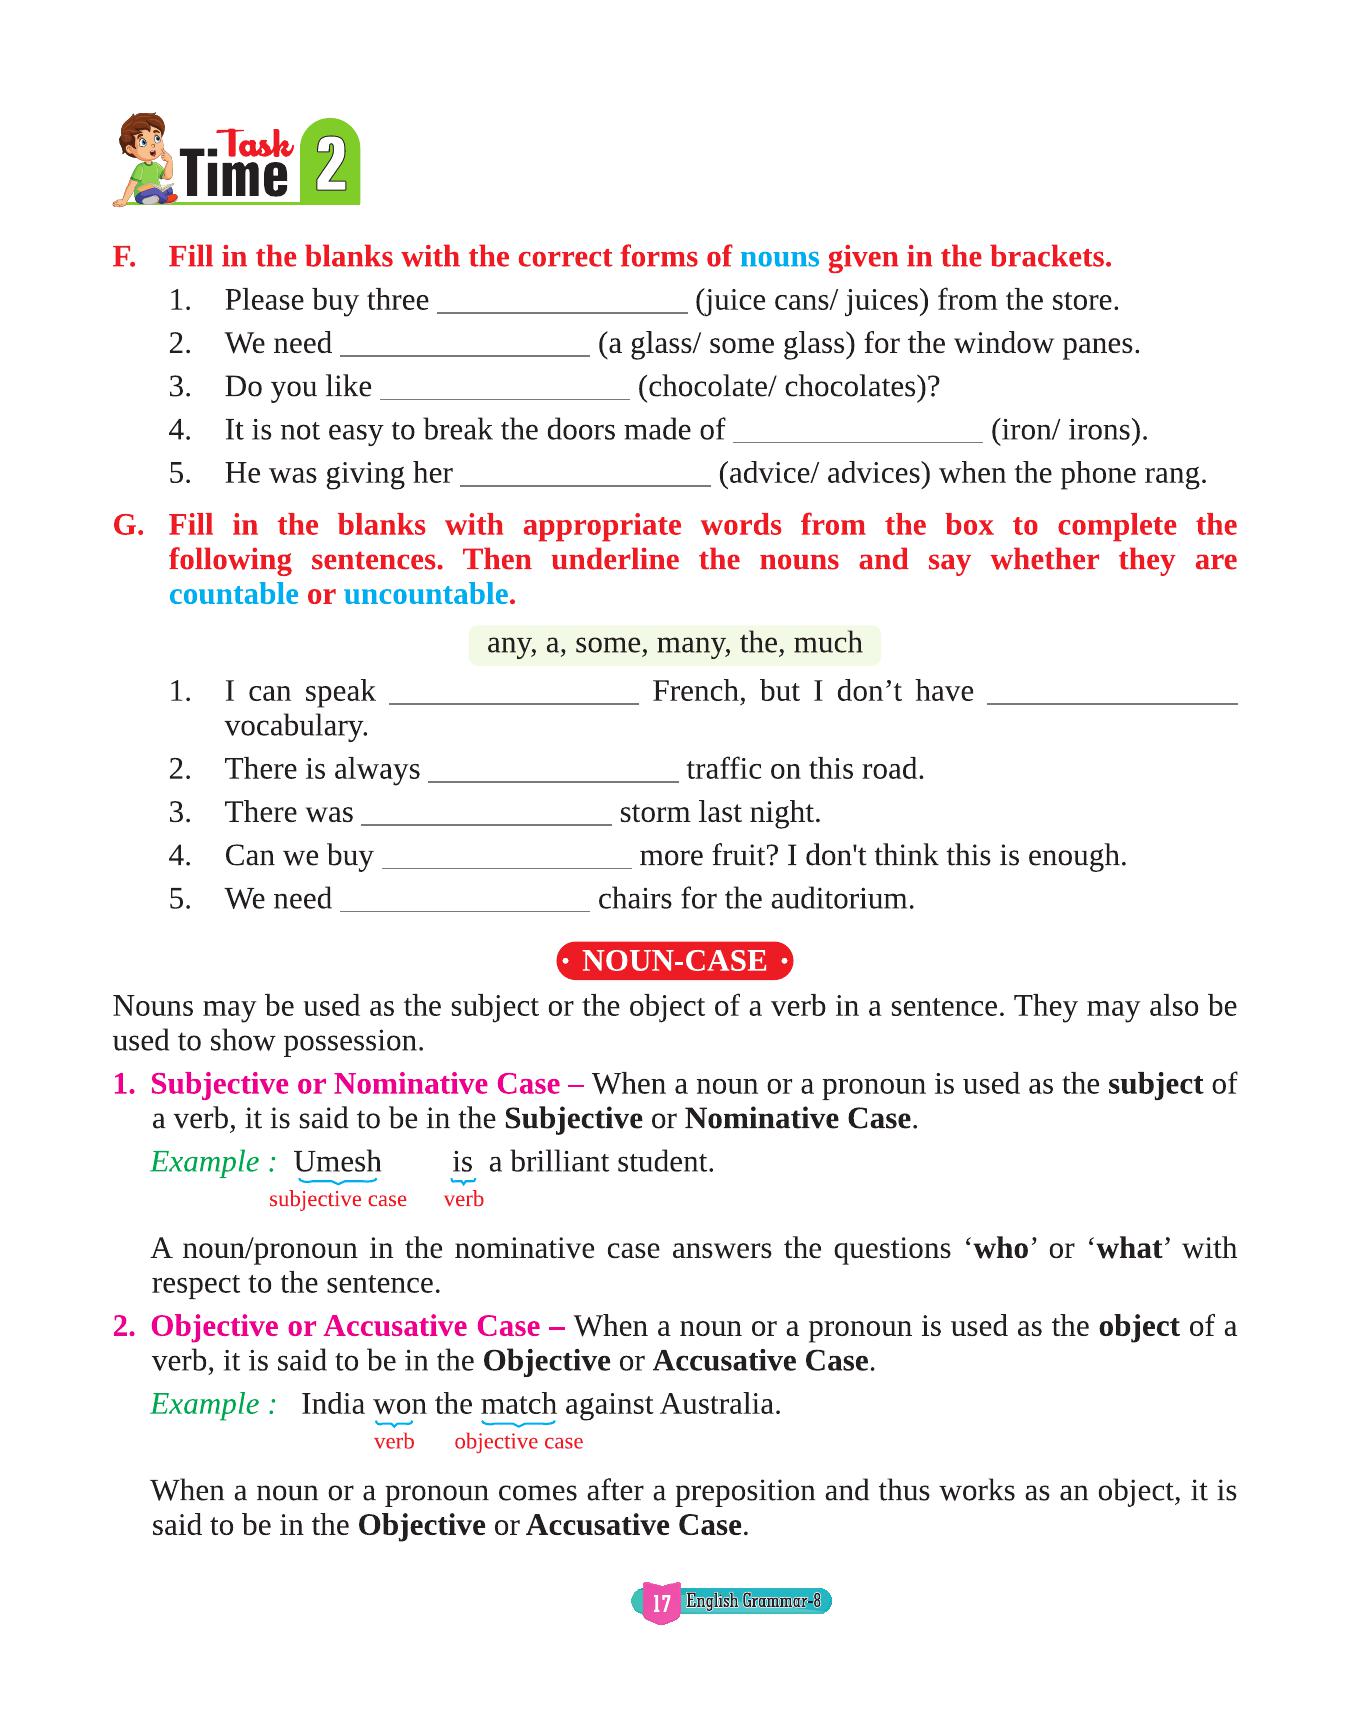 Task
Time 2
F. Fill in the blanks with the correct forms of nouns given in the brackets.
1. Please buy three ________________ (juice cans/ juices) from the store.
2. We need ________________ (a glass/ some glass) for the window panes.
3. Do you like ________________ (chocolate/ chocolates)?
4. It is not easy to break the doors made of ________________ (iron/ irons).
5. He was giving her ________________ (advice/ advices) when the phone rang.
G. Fill in the blanks with appropriate words from the box to complete the
following sentences. Then underline the nouns and say whether they are
countable or uncountable.
any, a, some, many, the, much
1. I can speak ________________ French, but I don’t have ________________
vocabulary.
2. There is always ________________ traffic on this road.
3. There was ________________ storm last night.
4. Can we buy ________________ more fruit? I don't think this is enough.
5. We need ________________ chairs for the auditorium.
• NOUN-CASE •
Nouns may be used as the subject or the object of a verb in a sentence. They may also be
used to show possession.
1. Subjective or Nominative Case – When a noun or a pronoun is used as the subject of
a verb, it is said to be in the Subjective or Nominative Case.
Example : Umesh is a brilliant student.
subjective case verb
A noun/pronoun in the nominative case answers the questions ‘who’ or ‘what’ with
respect to the sentence.
2. Objective or Accusative Case – When a noun or a pronoun is used as the object of a
verb, it is said to be in the Objective or Accusative Case.
Example : India won the match against Australia.
verb objective case
When a noun or a pronoun comes after a preposition and thus works as an object, it is
said to be in the Objective or Accusative Case.
17 English Grammar-8